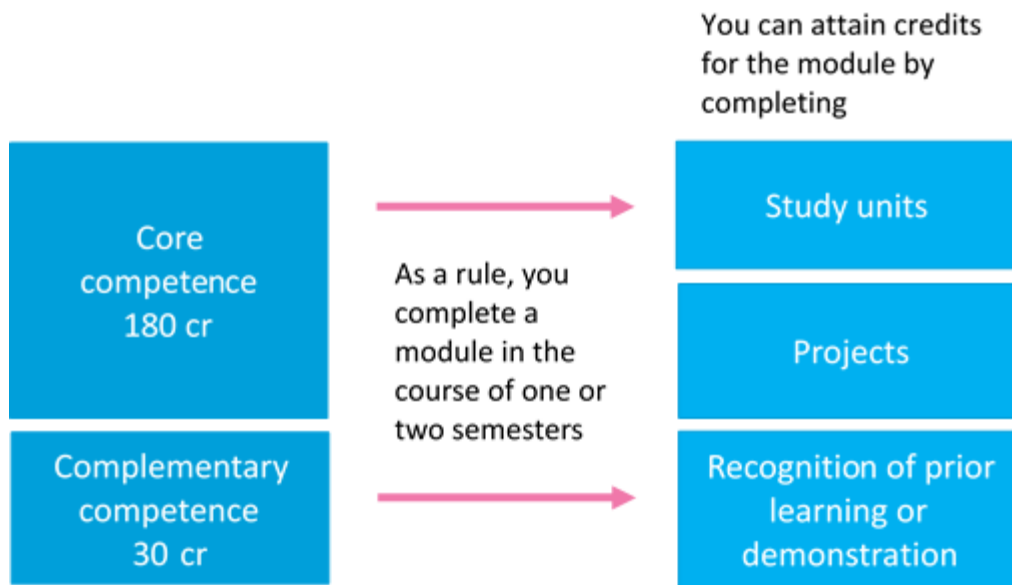 You can attain credits
for the module by
completing
Core
competence
180 cr
Complementary
competence
30 cr
As a rule, you
complete a
module in the
course of one or
two semesters
Study units
Projects
Recognition of prior
learning or
demonstration